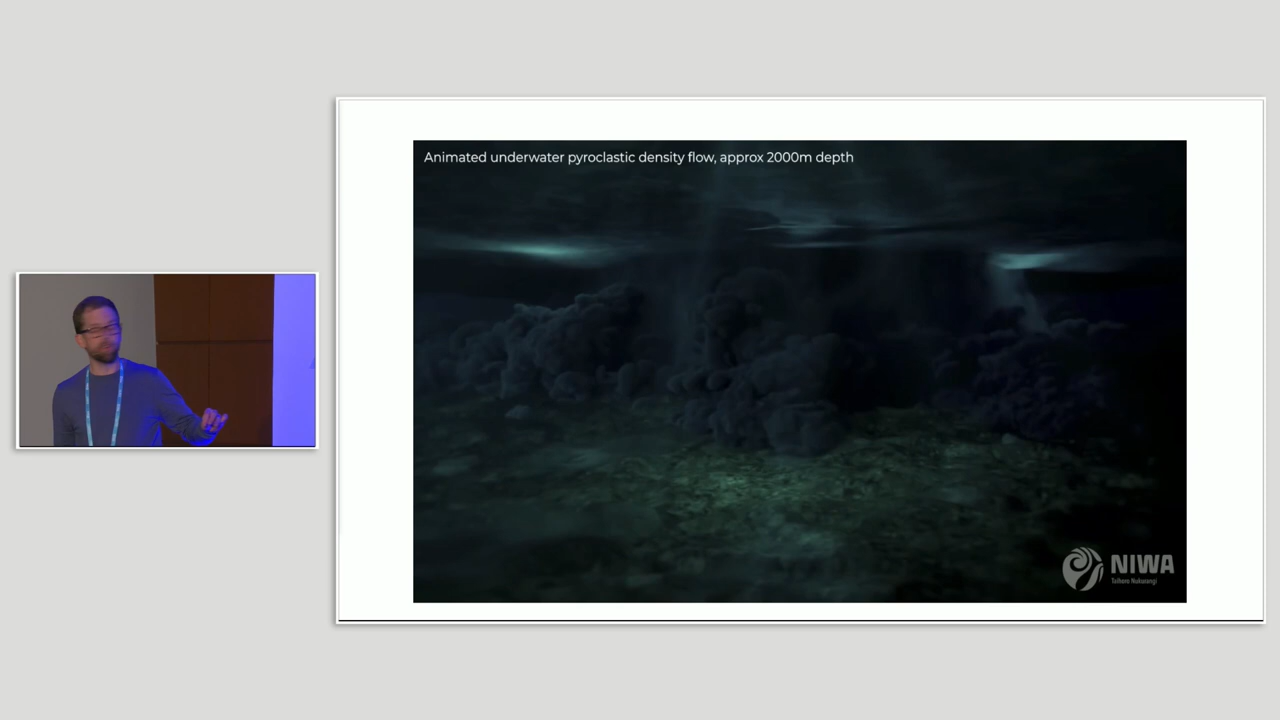 Animated underwater pyroclastic density flow, approx 2000m depth
NIWA
Taihoro Nukurangi